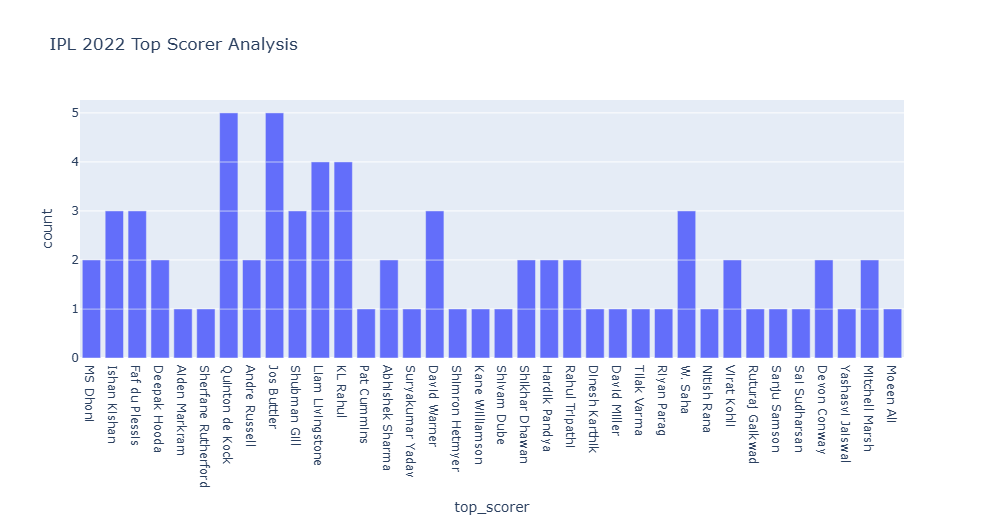 IPL 2022 Top Scorer Analysis
5
4
3
2
1
0
count
MS Dhoni
Ishan Kishan
Faf du Plessis
Deepak Hooda
Aiden Markram
Sherfane Rutherford
Quinton de Kock
Andre Russell
Jos Buttler
Shubman Gill
Liam Livingstone
KL Rahul
Pat Cummins
Abhishek Sharma
Suryakumar Yadav
David Warner
Shimron Hetmyer
Kane Williamson
Shivam Dube
Shikhar Dhawan
Hardik Pandya
Rahul Tripathi
Dinesh Karthik
David Miller
Tilak Varma
Riyan Parag
W. Saha
Nitish Rana
Virat Kohli
Ruturaj Gaikwad
Sanju Samson
Sai Sudharsan
Devon Conway
Yashasvi Jaiswal
Mitchell Marsh
Moeen Ali
top_scorer